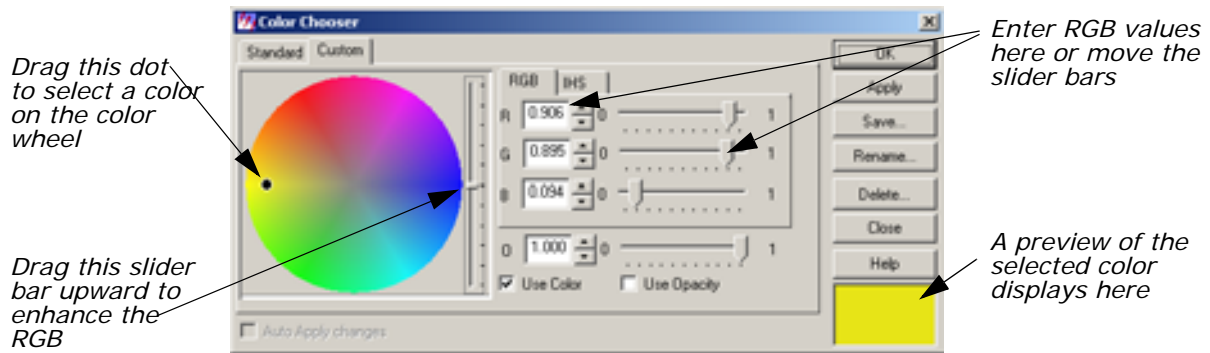 Color Chooser
Standard
Custom
Drag this dot
to select a color
on the color
wheel
Drag this slider
bar upward to
enhance the
RGB
RGB
IHS
R 0.906 0 1
G 0.895 0 1
B 0.094 0 1
O 1.000 0 1
Use Color
Use Opacity
Auto Apply changes
OK
Apply
Save...
Rename...
Delete...
Close
Help
Enter RGB values
here or move the
slider bars
A preview of the
selected color
displays here